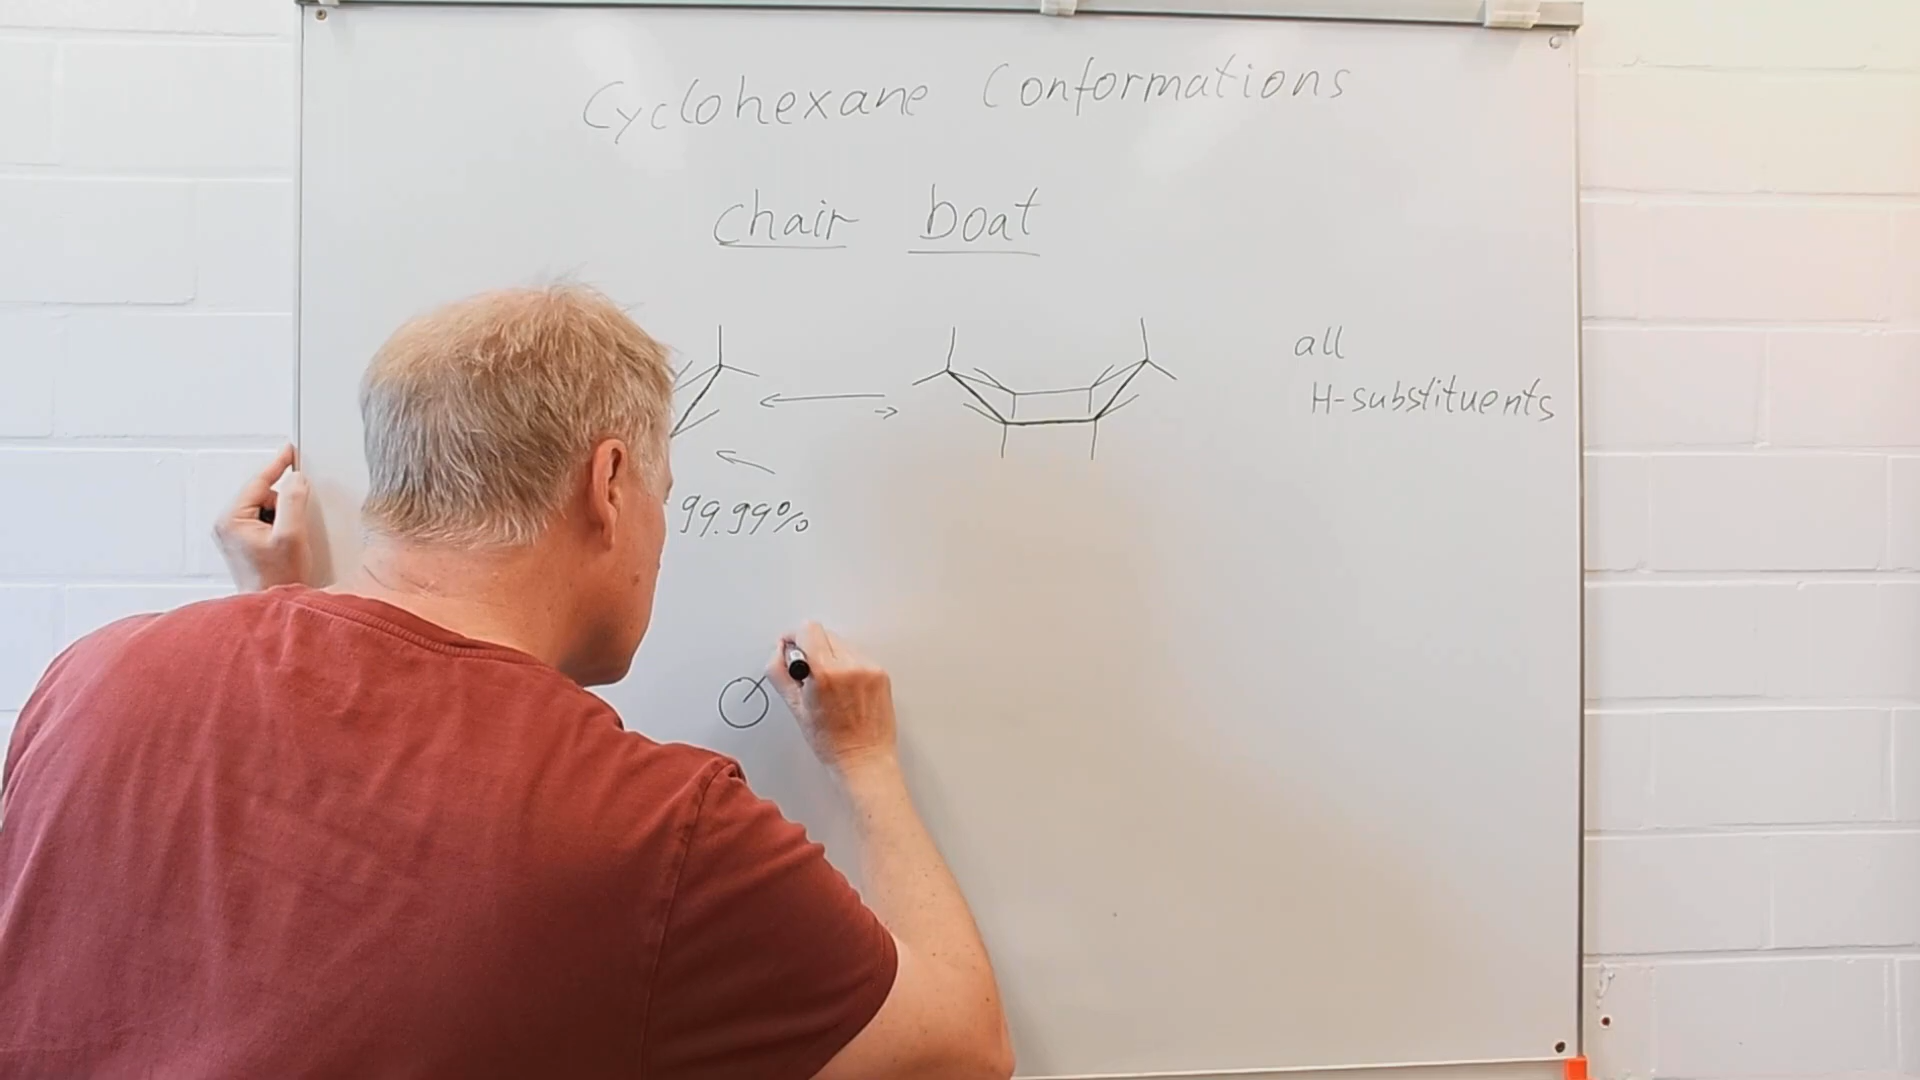 Cyclohexane Conformations
chair boat
all
H-substituents
99.99%